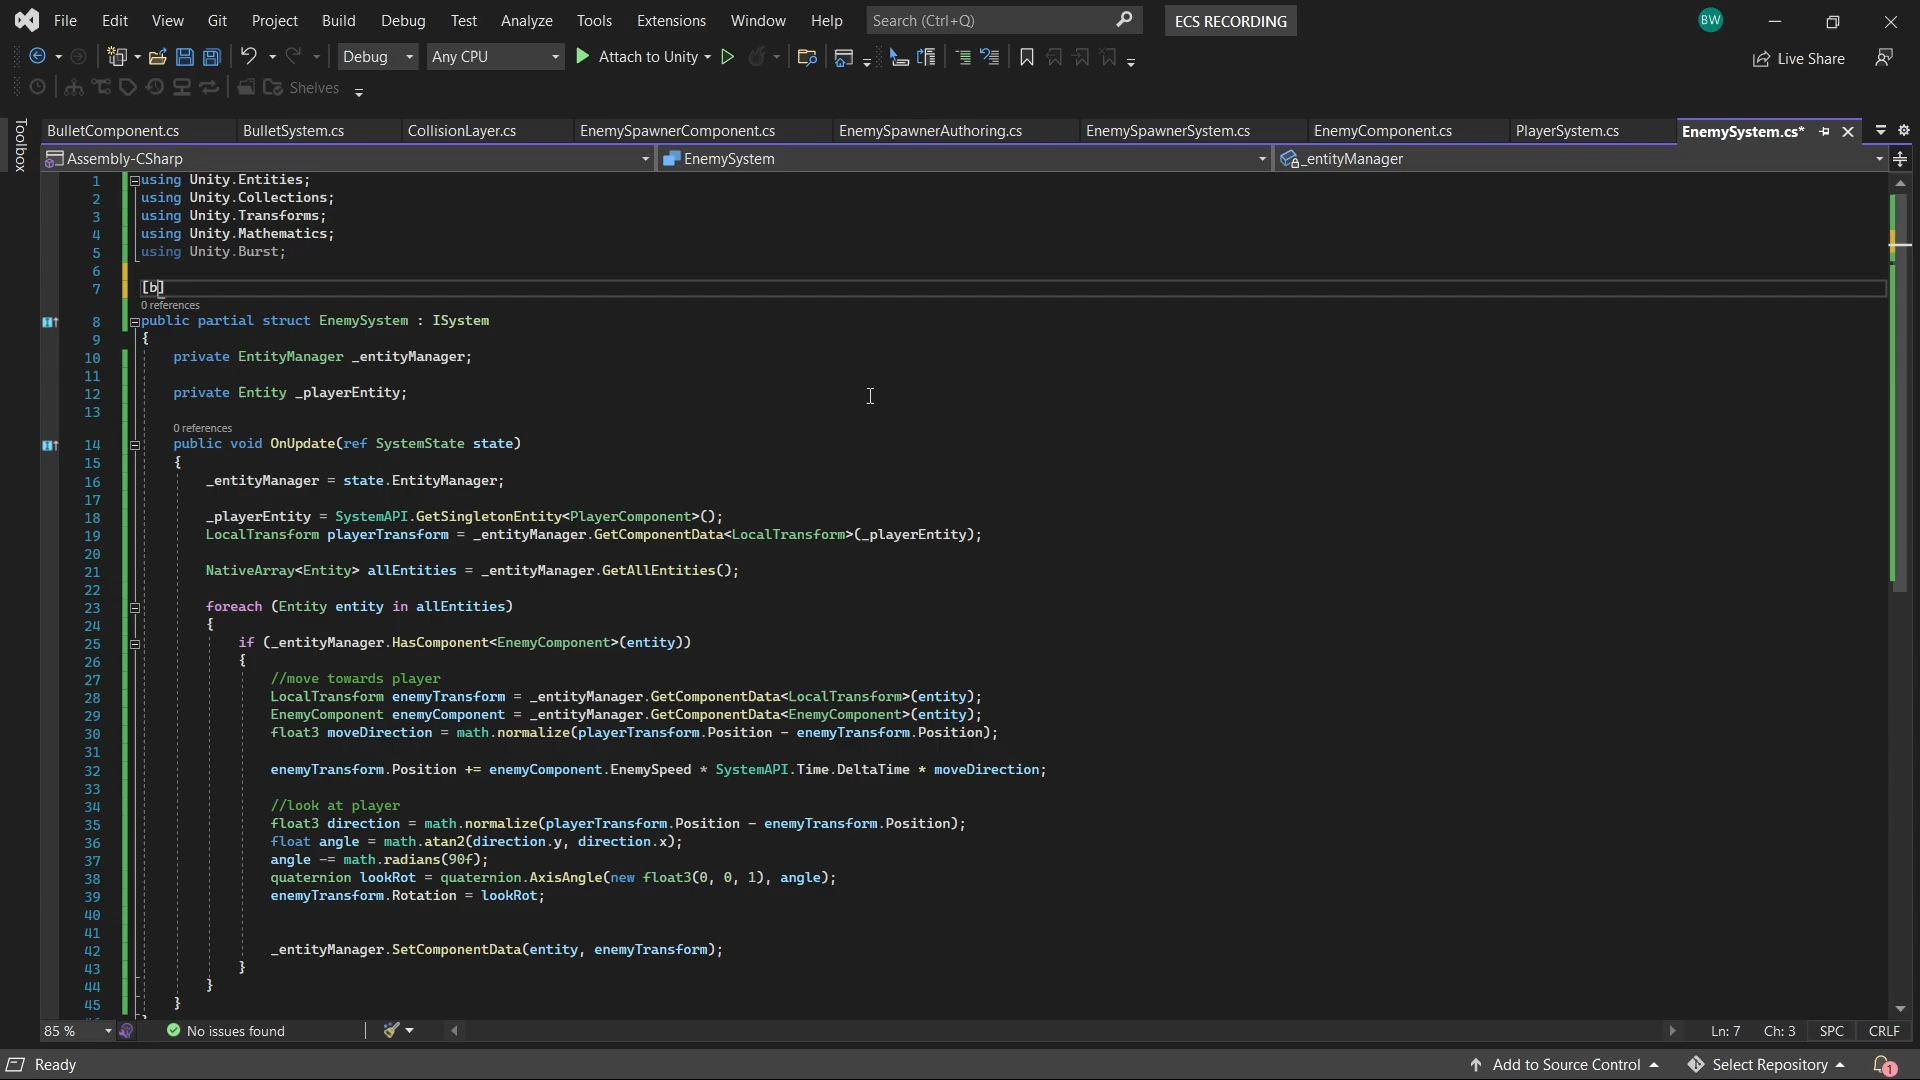 File Edit View Git Project Build Debug Test Analyze Tools Extensions Window Help Search (Ctrl+Q) ECS RECORDING BW
Debug Any CPU Attach to Unity Live Share
Shelves
Toolbox
BulletComponent.cs BulletSystem.cs CollisionLayer.cs EnemySpawnerComponent.cs EnemySpawnerAuthoring.cs EnemySpawnerSystem.cs EnemyComponent.cs PlayerSystem.cs EnemySystem.cs*
Assembly-CSharp EnemySystem _entityManager
1 using Unity.Entities;
2 using Unity.Collections;
3 using Unity.Transforms;
4 using Unity.Mathematics;
5 using Unity.Burst;
6
7 [b]
0 references
8 public partial struct EnemySystem : ISystem
9 {
10 private EntityManager _entityManager;
11
12 private Entity _playerEntity;
13
0 references
14 public void OnUpdate(ref SystemState state)
15 {
16 _entityManager = state.EntityManager;
17
18 _playerEntity = SystemAPI.GetSingletonEntity<PlayerComponent>();
19 LocalTransform playerTransform = _entityManager.GetComponentData<LocalTransform>(_playerEntity);
20
21 NativeArray<Entity> allEntities = _entityManager.GetAllEntities();
22
23 foreach (Entity entity in allEntities)
24 {
25 if (_entityManager.HasComponent<EnemyComponent>(entity))
26 {
27 //move towards player
28 LocalTransform enemyTransform = _entityManager.GetComponentData<LocalTransform>(entity);
29 EnemyComponent enemyComponent = _entityManager.GetComponentData<EnemyComponent>(entity);
30 float3 moveDirection = math.normalize(playerTransform.Position - enemyTransform.Position);
31
32 enemyTransform.Position += enemyComponent.EnemySpeed * SystemAPI.Time.DeltaTime * moveDirection;
33
34 //look at player
35 float3 direction = math.normalize(playerTransform.Position - enemyTransform.Position);
36 float angle = math.atan2(direction.y, direction.x);
37 angle -= math.radians(90f);
38 quaternion lookRot = quaternion.AxisAngle(new float3(0, 0, 1), angle);
39 enemyTransform.Rotation = lookRot;
40
41
42 _entityManager.SetComponentData(entity, enemyTransform);
43 }
44 }
45 }
85 % No issues found Ln: 7 Ch: 3 SPC CRLF
Ready Add to Source Control Select Repository 1